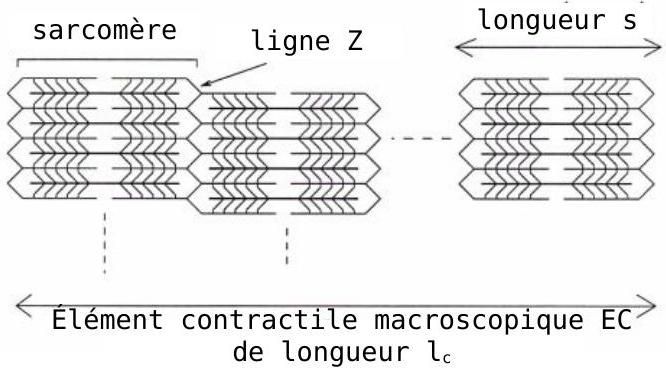 longueur s
sarcomère
ligne Z
Élément contractile macroscopique EC
de longueur lc